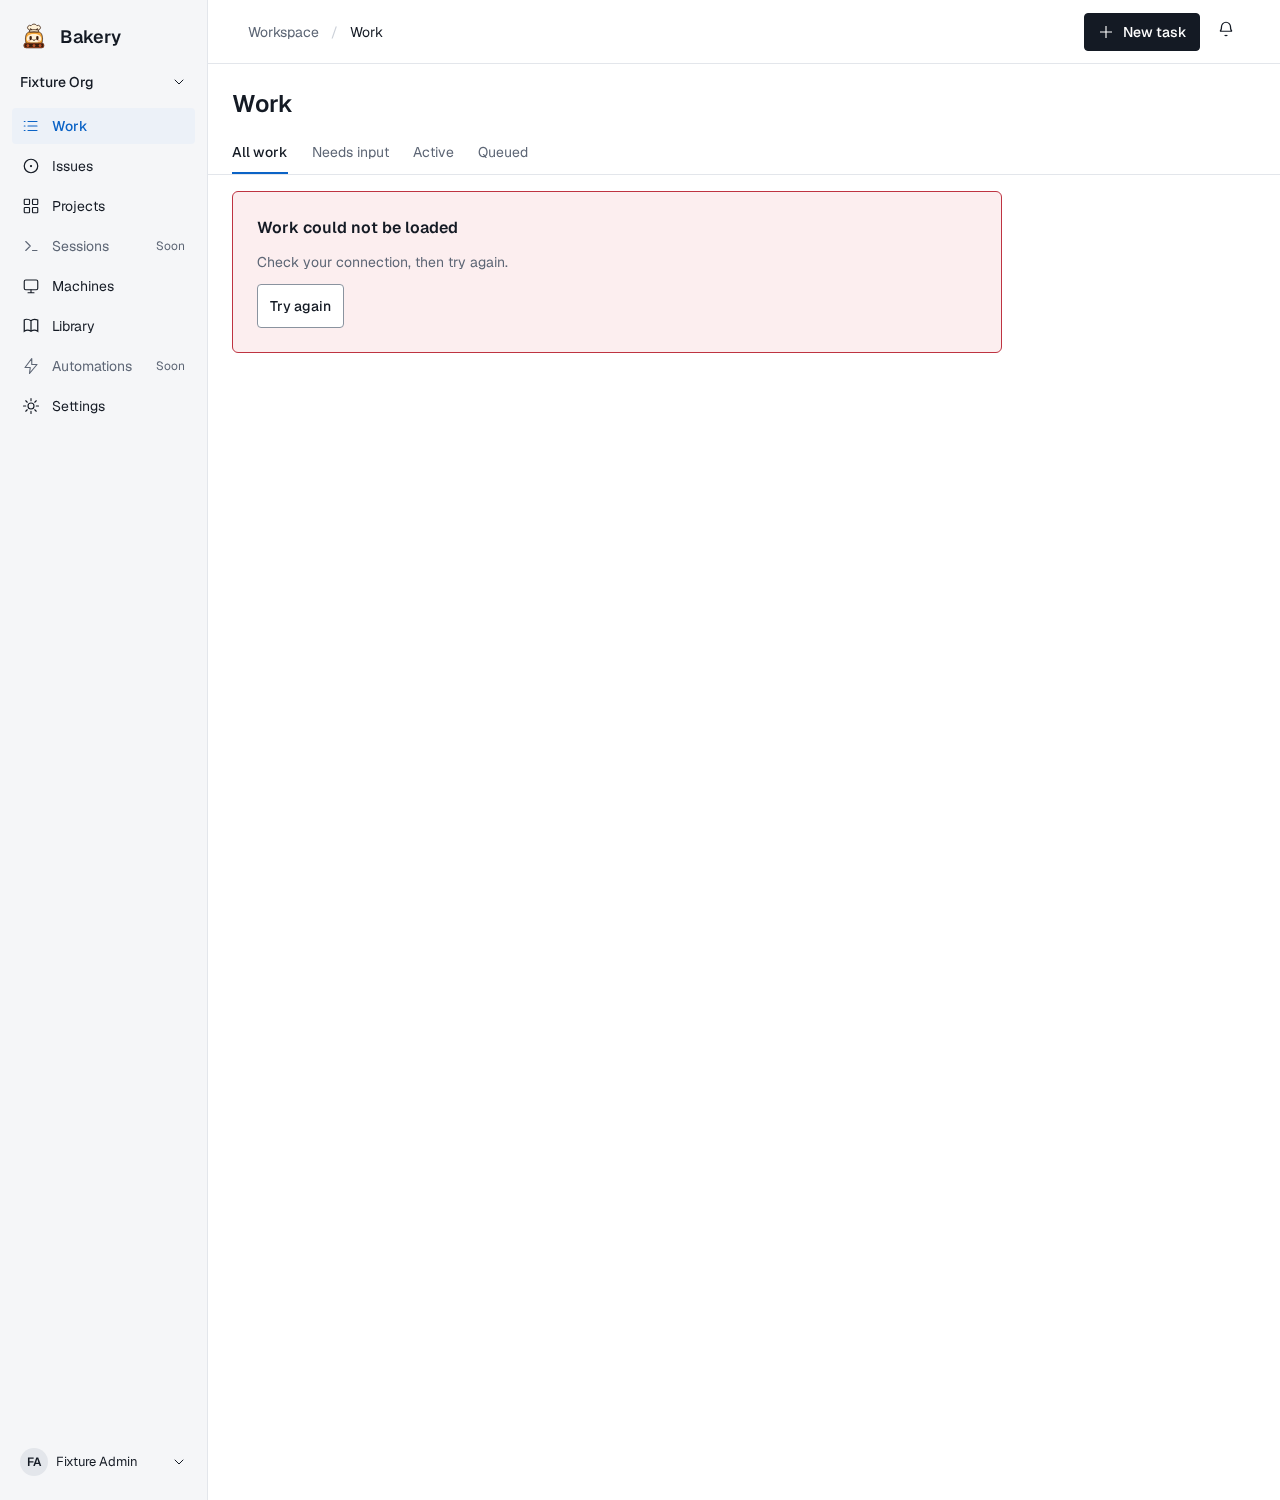 Bakery
Fixture Org
Work
Issues
Projects
Sessions Soon
Machines
Library
Automations Soon
Settings
FA Fixture Admin
Workspace / Work
New task
Work
All work Needs input Active Queued
Work could not be loaded
Check your connection, then try again.
Try again